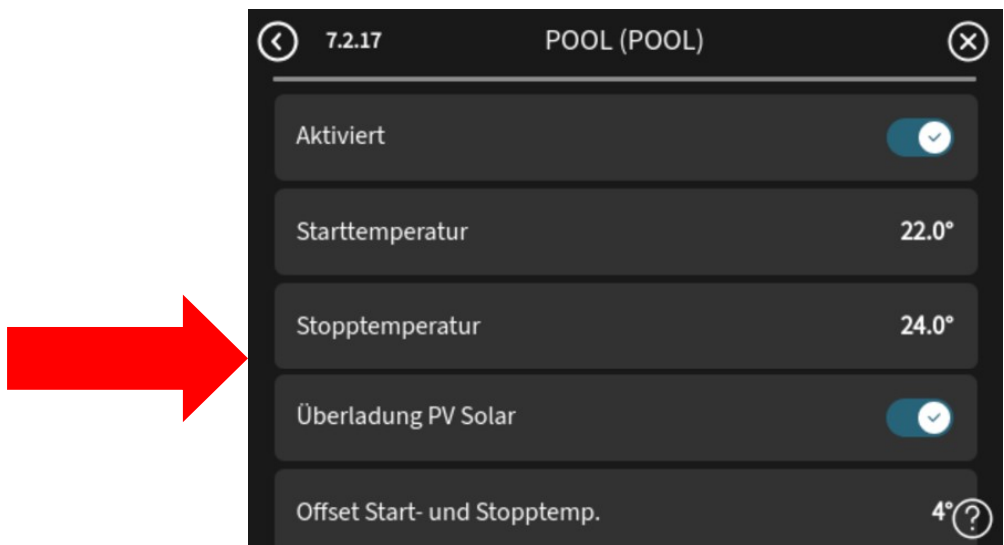 7.2.17 POOL (POOL)
Aktiviert
Starttemperatur 22.0°
Stopptemperatur 24.0°
Überladung PV Solar
Offset Start- und Stopptemp. 4° ?